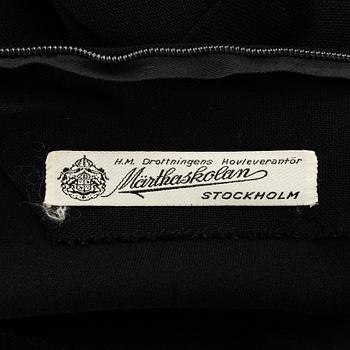 H.M. Drottningens Hovleverantör
Märthaskolan
STOCKHOLM